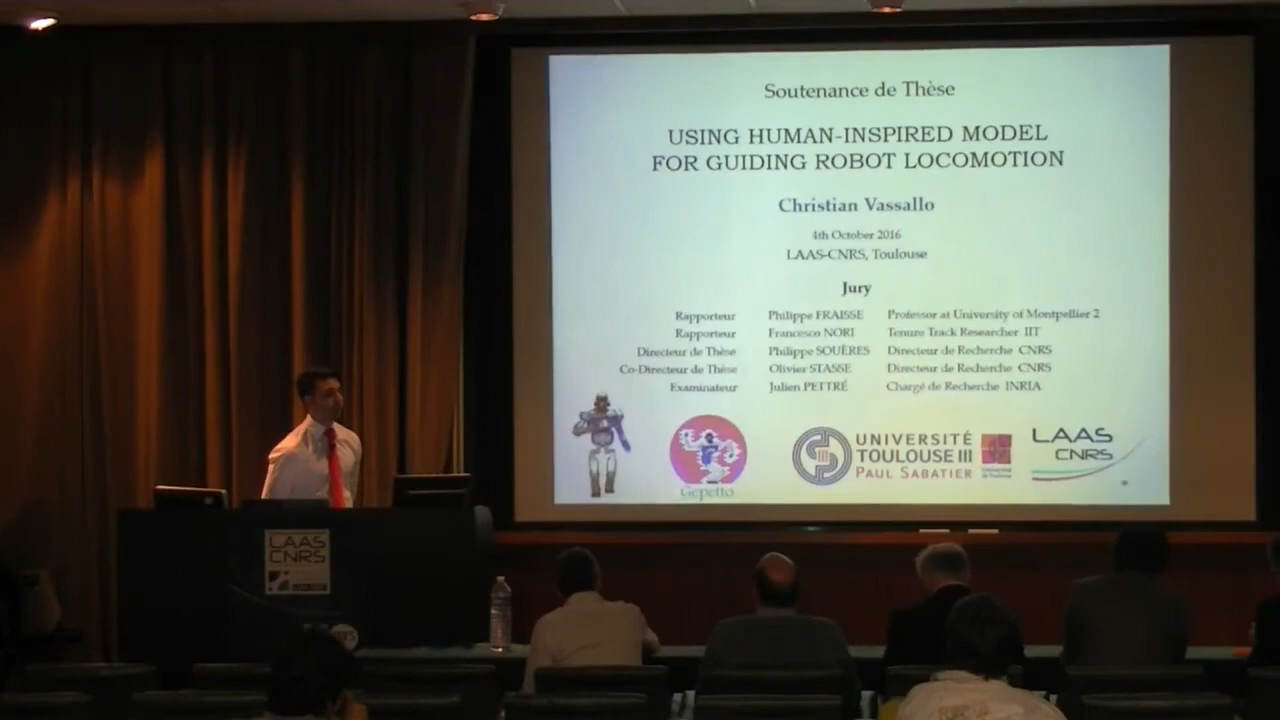 Soutenance de Thèse
USING HUMAN-INSPIRED MODEL
FOR GUIDING ROBOT LOCOMOTION
Christian Vassallo
4th October 2016
LAAS-CNRS, Toulouse
Jury
Rapporteur Philippe FRAISSE Professor at University of Montpellier 2
Rapporteur Francesco NORI Tenure Track Researcher IIT
Directeur de Thèse Philippe SOUÈRES Directeur de Recherche CNRS
Co-Directeur de Thèse Olivier STASSE Directeur de Recherche CNRS
Examinateur Julien PETTRÉ Chargé de Recherche INRIA
Gepetto
UNIVERSITÉ
TOULOUSE III
PAUL SABATIER
LAAS
CNRS
LAAS
CNRS